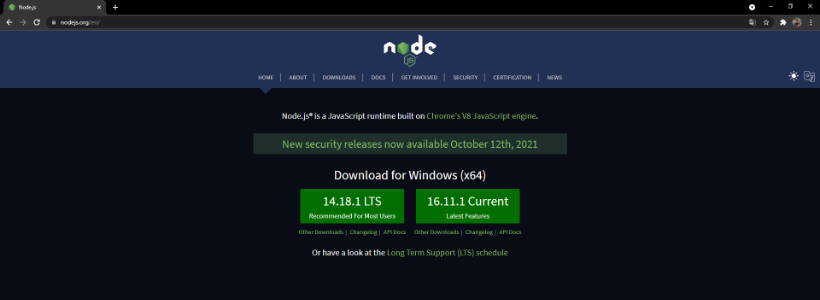 Node.js
nodejs.org/en/
node
JS
HOME | ABOUT | DOWNLOADS | DOCS | GET INVOLVED | SECURITY | CERTIFICATION | NEWS
Node.js® is a JavaScript runtime built on Chrome's V8 JavaScript engine.
New security releases now available October 12th, 2021
Download for Windows (x64)
14.18.1 LTS
Recommended For Most Users
16.11.1 Current
Latest Features
Other Downloads | Changelog | API Docs
Other Downloads | Changelog | API Docs
Or have a look at the Long Term Support (LTS) schedule